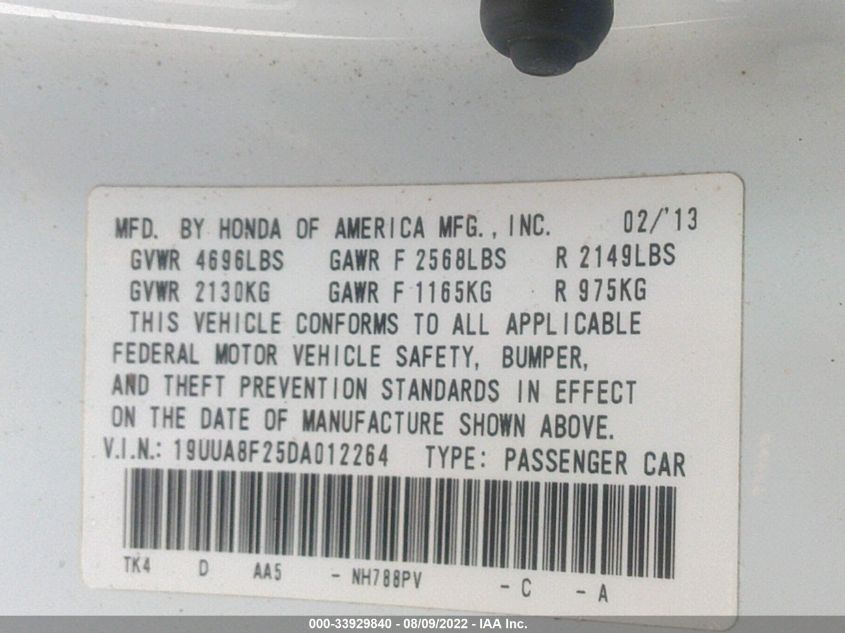 MFD. BY HONDA OF AMERICA MFG., INC. 02/'13
GVWR 4696LBS GAWR F 2568LBS R 2149LBS
GVWR 2130KG GAWR F 1165KG R 975KG
THIS VEHICLE CONFORMS TO ALL APPLICABLE
FEDERAL MOTOR VEHICLE SAFETY, BUMPER,
AND THEFT PREVENTION STANDARDS IN EFFECT
ON THE DATE OF MANUFACTURE SHOWN ABOVE.
V.I.N.: 19UUA8F25DA012264 TYPE: PASSENGER CAR
TK4 D AA5 - NH788PV - C - A
000-33929840 - 08/09/2022 - IAA Inc.